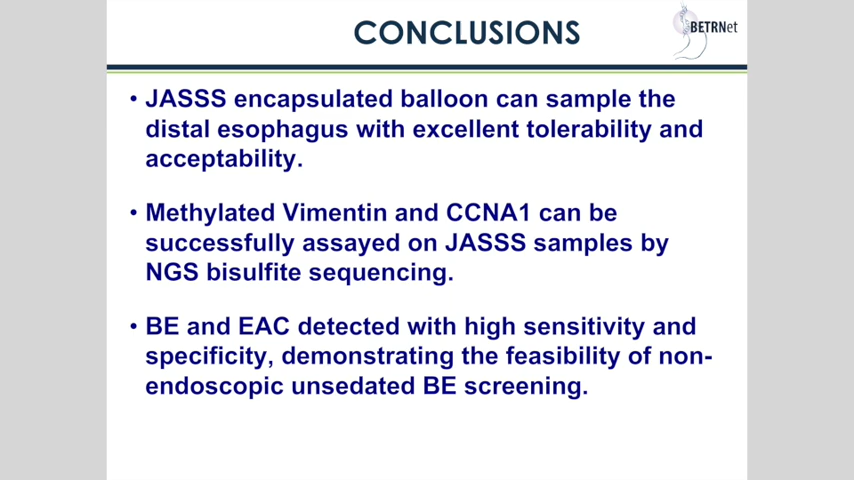 CONCLUSIONS
BETRNet
• JASSS encapsulated balloon can sample the
distal esophagus with excellent tolerability and
acceptability.
• Methylated Vimentin and CCNA1 can be
successfully assayed on JASSS samples by
NGS bisulfite sequencing.
• BE and EAC detected with high sensitivity and
specificity, demonstrating the feasibility of non-
endoscopic unsedated BE screening.